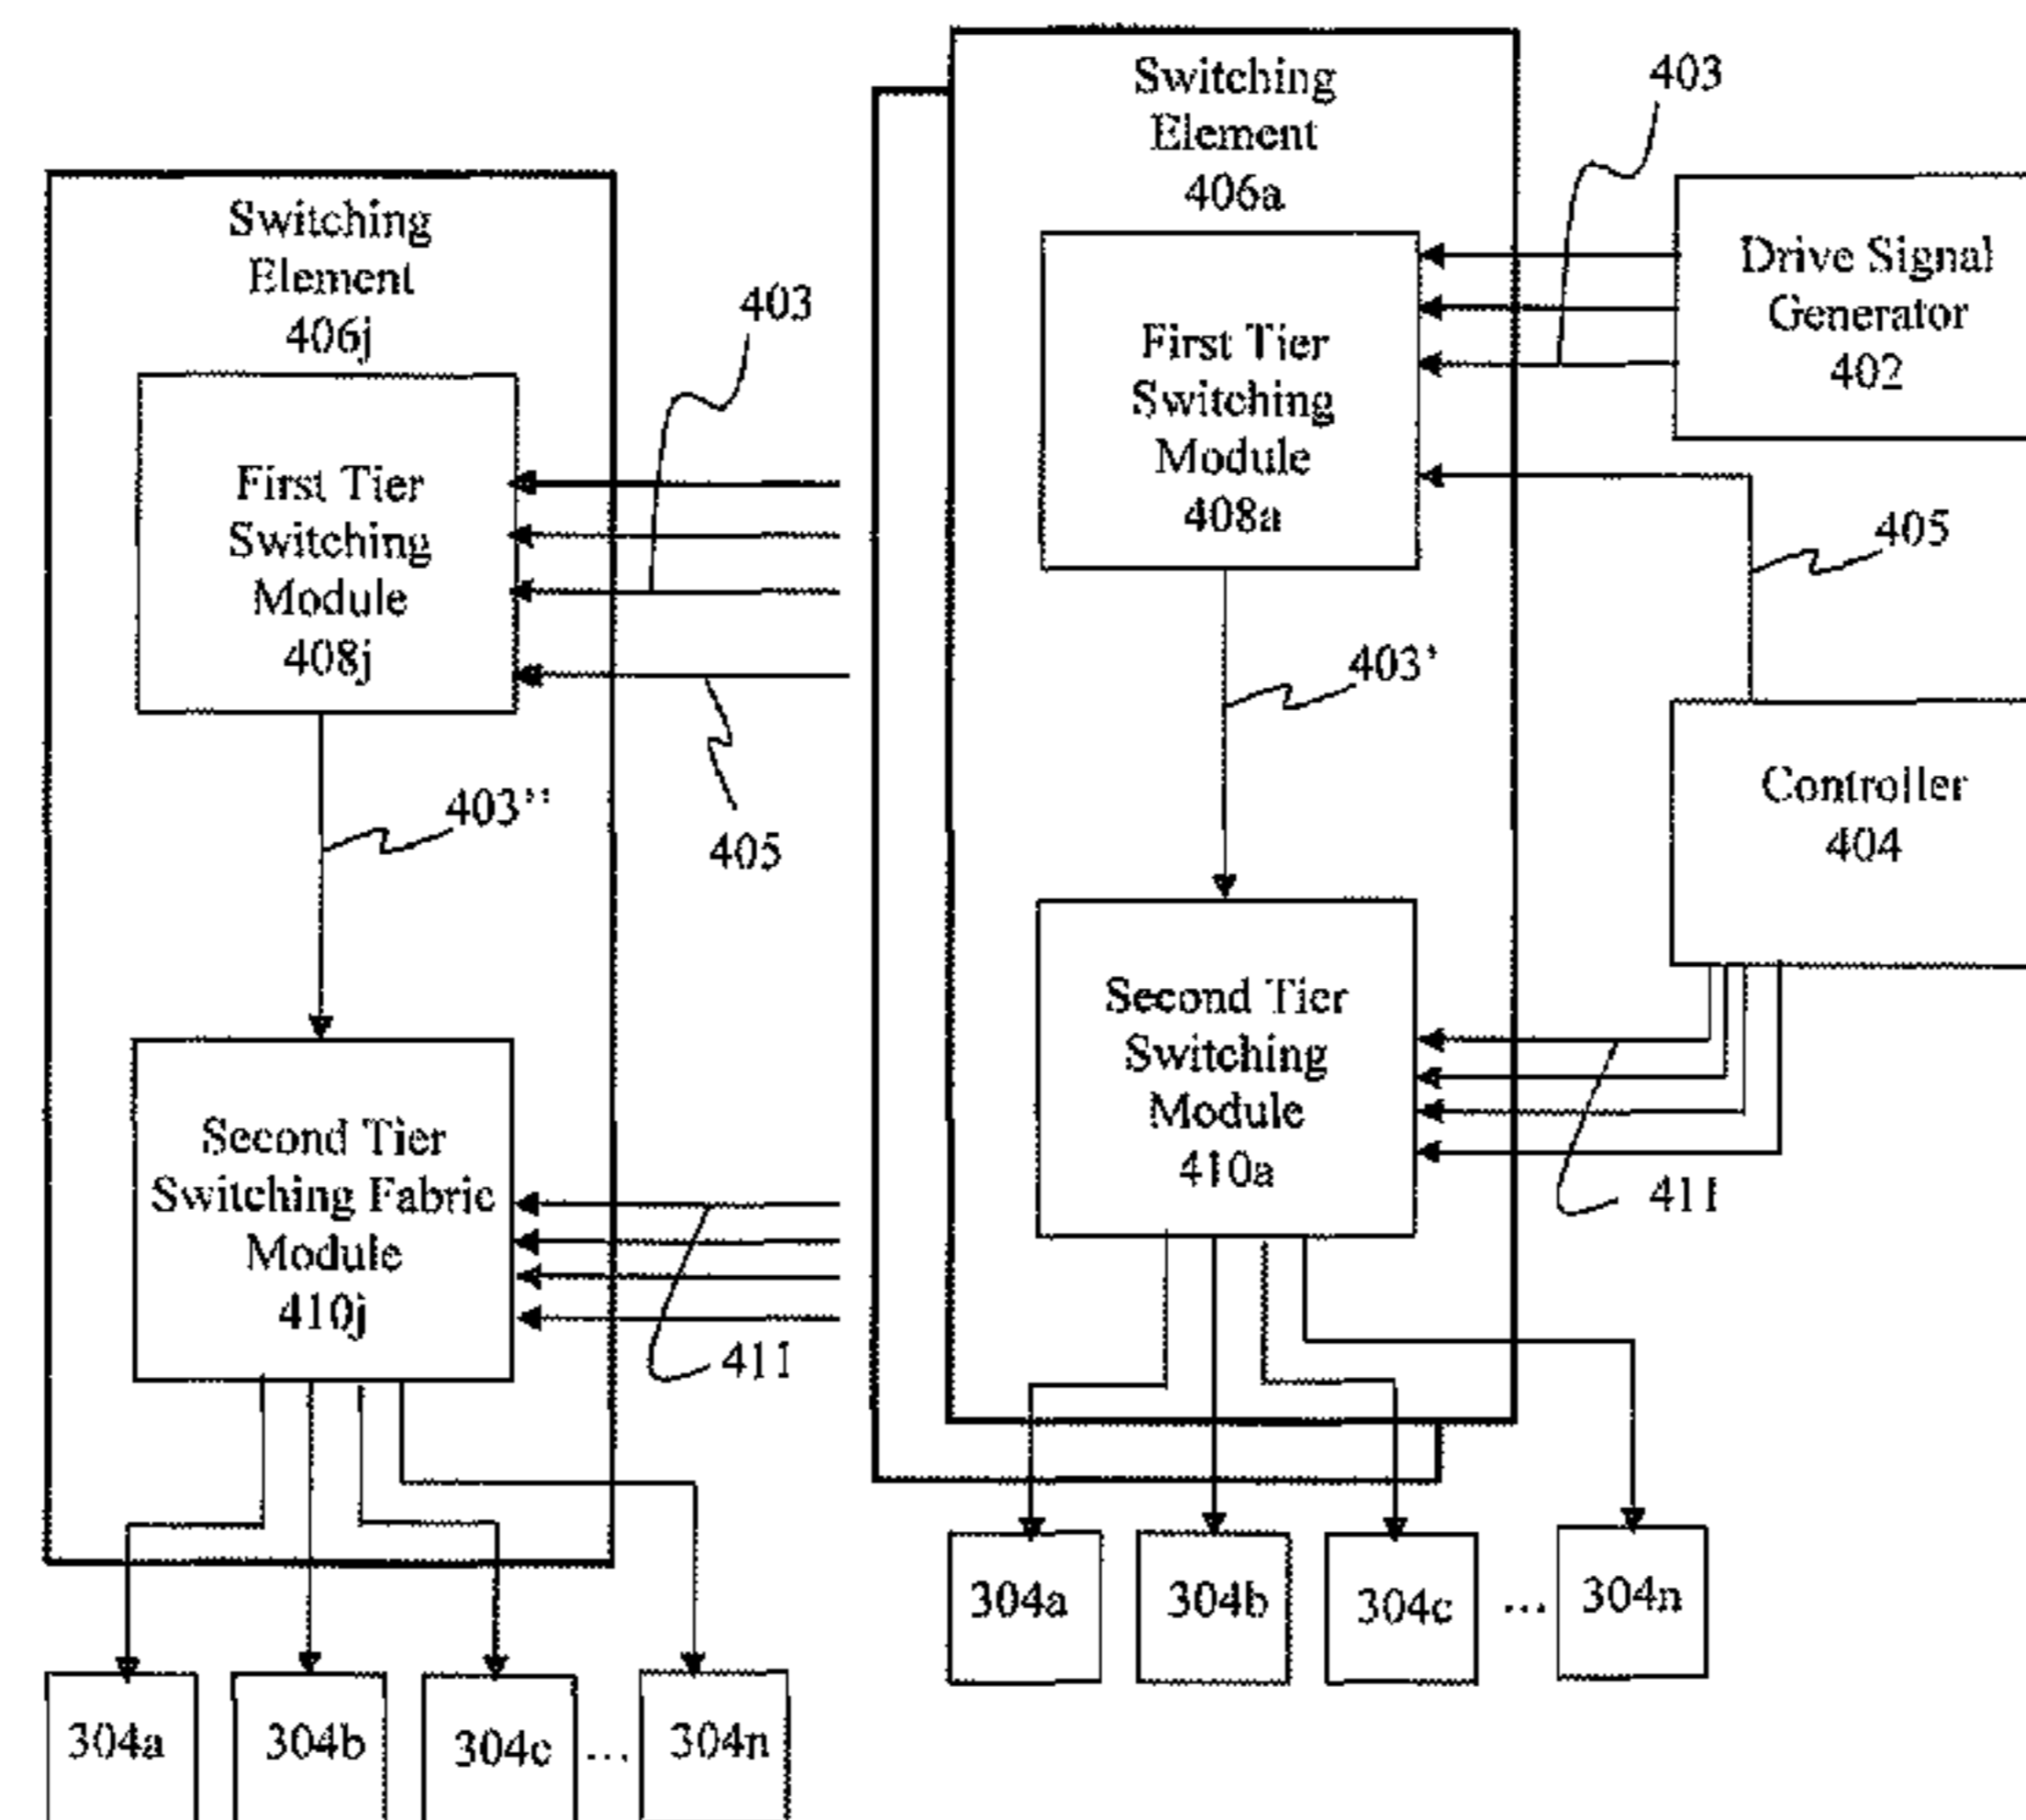 Switching
Element
406j
First Tier
Switching
Module
408j
403
405
403''
Second Tier
Switching Fabric
Module
410j
411
304a
304b
304c
...
304n
Switching
Element
406a
First Tier
Switching
Module
408a
403
Drive Signal
Generator
402
405
403'
Controller
404
Second Tier
Switching
Module
410a
411
304a
304b
304c
...
304n